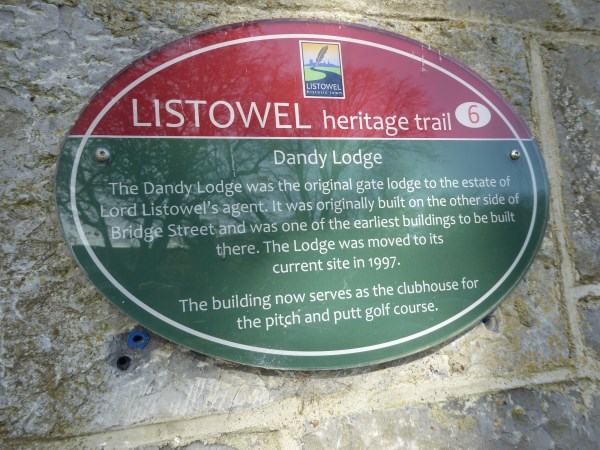 LISTOWEL
historic town
LISTOWEL heritage trail 6
Dandy Lodge
The Dandy Lodge was the original gate lodge to the estate of
Lord Listowel's agent. It was originally built on the other side of
Bridge Street and was one of the earliest buildings to be built
there. The Lodge was moved to its
current site in 1997.
The building now serves as the clubhouse for
the pitch and putt golf course.